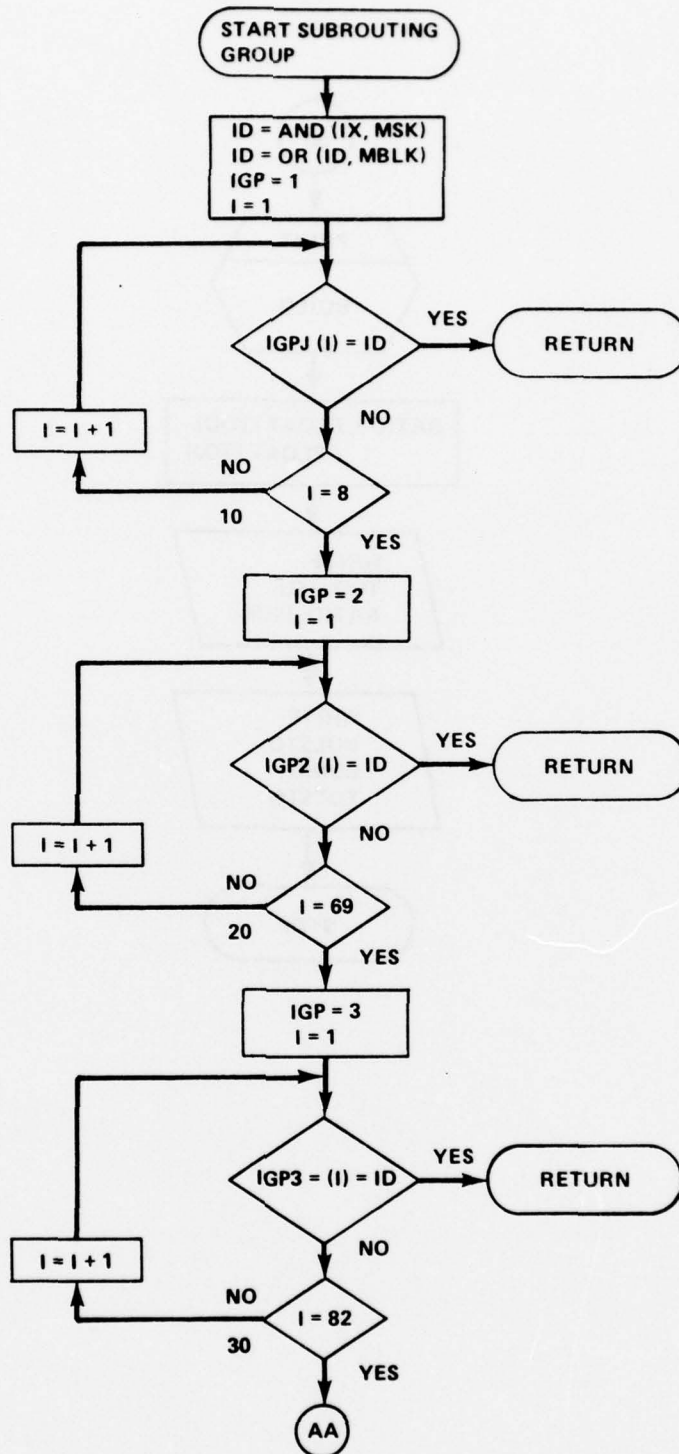 START SUBROUTING
GROUP
ID = AND (IX, MSK)
ID = OR (ID, MBLK)
IGP = 1
I = 1
IGPJ (I) = ID
YES
RETURN
NO
I = I + 1
NO
10
I = 8
YES
IGP = 2
I = 1
IGP2 (I) = ID
YES
RETURN
NO
I = I + 1
NO
20
I = 69
YES
IGP = 3
I = 1
IGP3 = (I) = ID
YES
RETURN
NO
I = I + 1
NO
30
I = 82
YES
AA